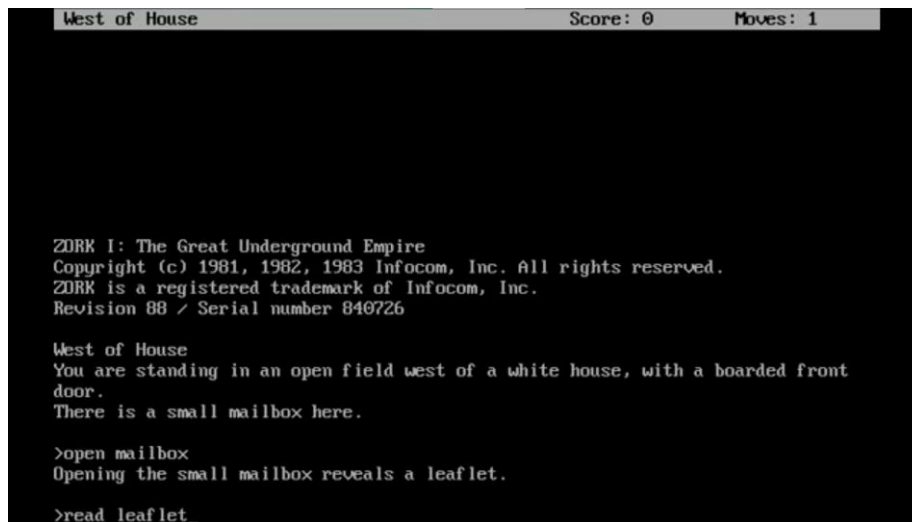 West of House Score: 0 Moves: 1
ZORK I: The Great Underground Empire
Copyright (c) 1981, 1982, 1983 Infocom, Inc. All rights reserved.
ZORK is a registered trademark of Infocom, Inc.
Revision 88 / Serial number 840726
West of House
You are standing in an open field west of a white house, with a boarded front
door.
There is a small mailbox here.
>open mailbox
Opening the small mailbox reveals a leaflet.
>read leaflet